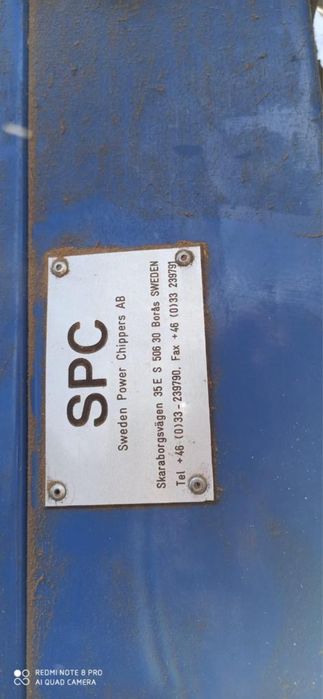 SPC
Sweden Power Chippers AB
Skaraborgsvägen 35 E S 506 30 Borås SWEDEN
Tel +46 (0)33-239790. Fax +46 (0)33 239791
REDMI NOTE 8 PRO
AI QUAD CAMERA